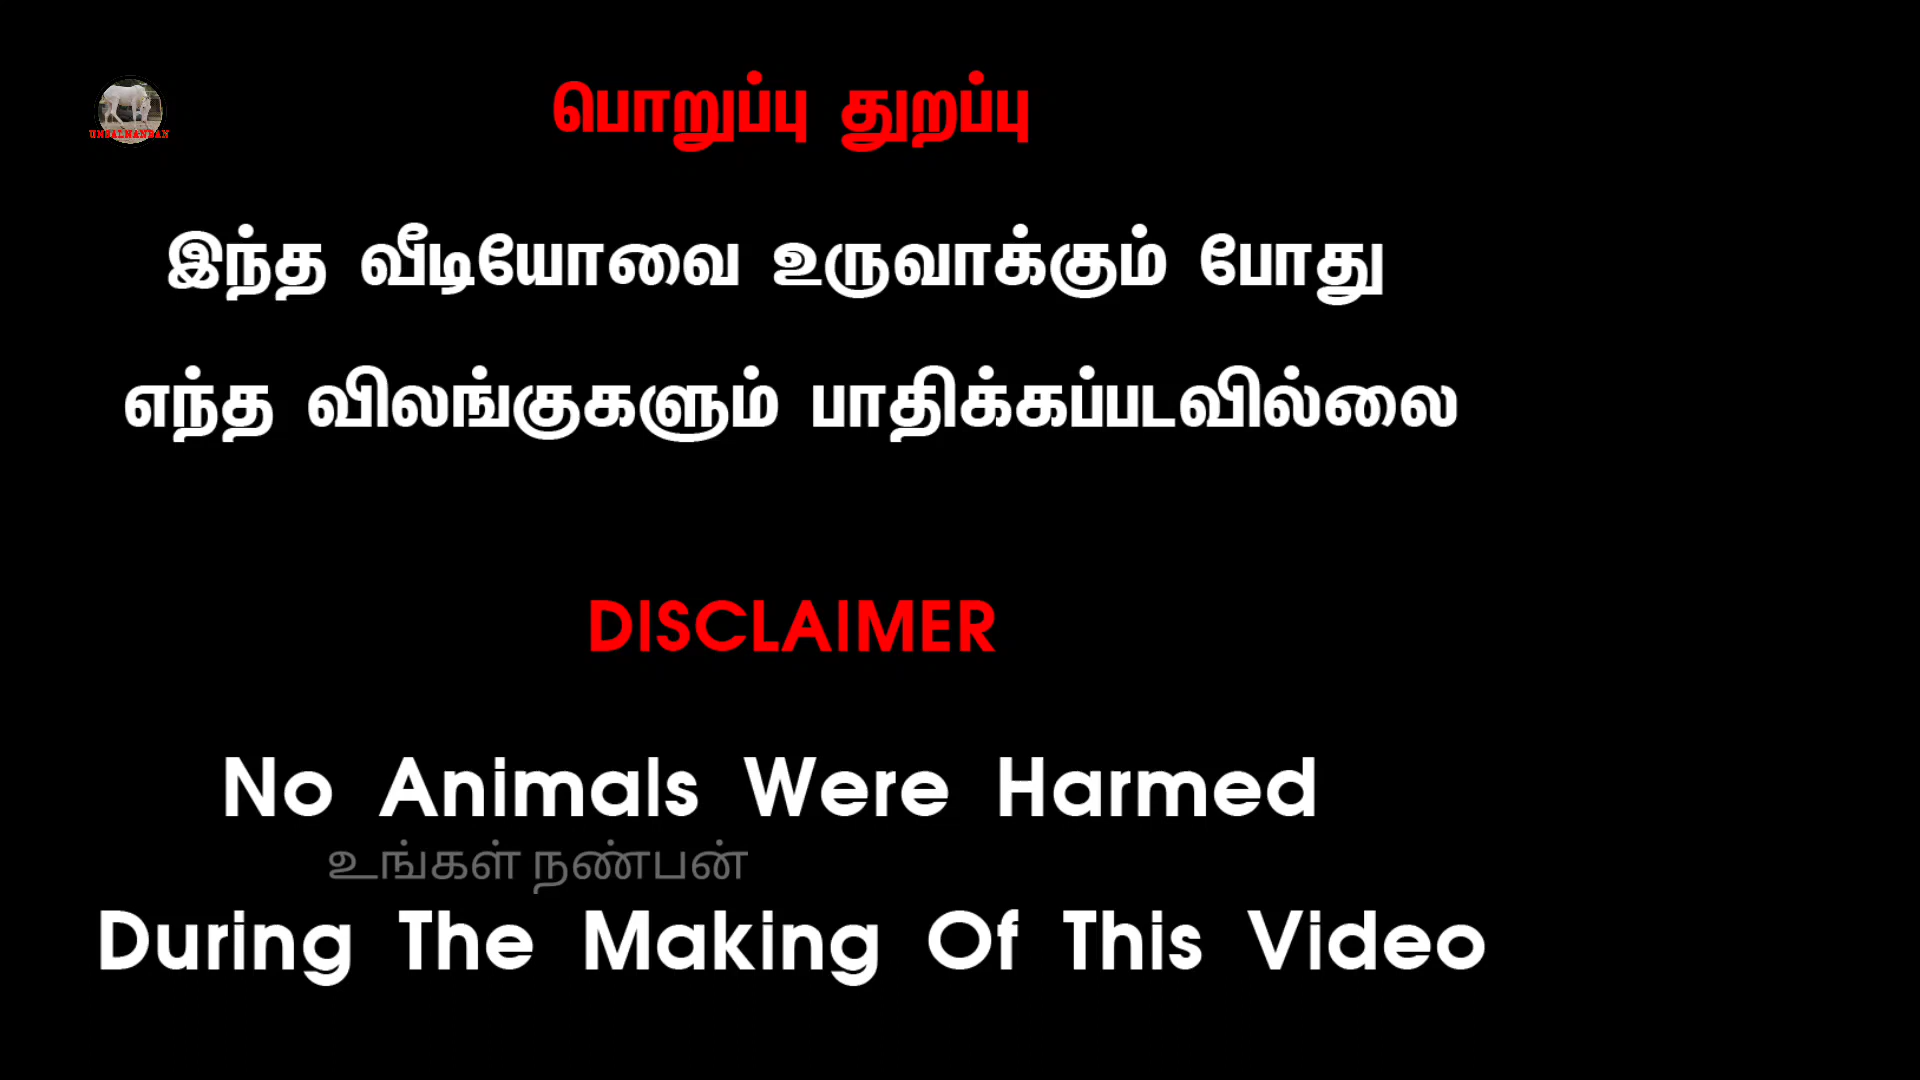 UNGALNANBAN
பொறுப்பு துறப்பு
இந்த வீடியோவை உருவாக்கும் போது
எந்த விலங்குகளும் பாதிக்கப்படவில்லை
DISCLAIMER
No Animals Were Harmed
உங்கள் நண்பன்
During The Making Of This Video